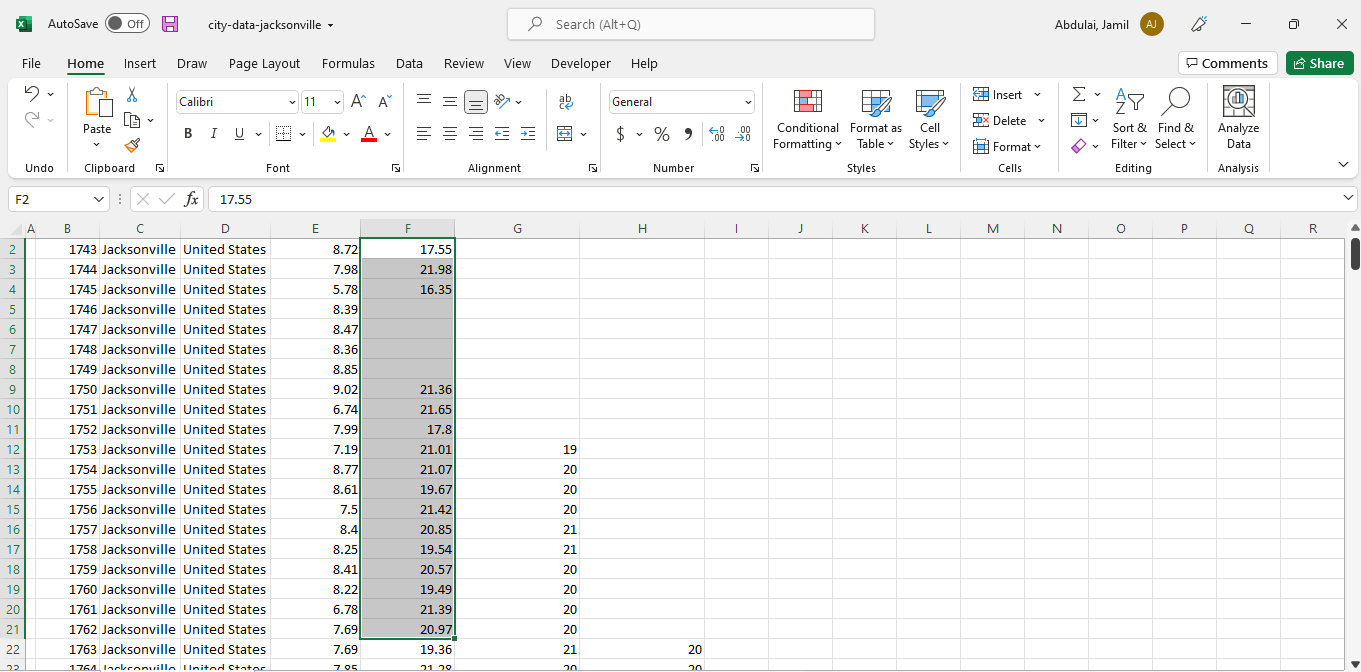 AutoSave Off city-data-jacksonville Search (Alt+Q) Abdulai, Jamil AJ
File Home Insert Draw Page Layout Formulas Data Review View Developer Help Comments Share
Calibri 11 General
Paste
Conditional Formatting Format as Table Cell Styles
Insert
Delete
Format
Sort & Filter Find & Select
Analyze Data
Undo Clipboard Font Alignment Number Styles Cells Editing Analysis
F2 fx 17.55
A B C D E F G H I J K L M N O P Q R
2 1743 Jacksonville United States 8.72 17.55
3 1744 Jacksonville United States 7.98 21.98
4 1745 Jacksonville United States 5.78 16.35
5 1746 Jacksonville United States 8.39
6 1747 Jacksonville United States 8.47
7 1748 Jacksonville United States 8.36
8 1749 Jacksonville United States 8.85
9 1750 Jacksonville United States 9.02 21.36
10 1751 Jacksonville United States 6.74 21.65
11 1752 Jacksonville United States 7.99 17.8
12 1753 Jacksonville United States 7.19 21.01 19
13 1754 Jacksonville United States 8.77 21.07 20
14 1755 Jacksonville United States 8.61 19.67 20
15 1756 Jacksonville United States 7.5 21.42 20
16 1757 Jacksonville United States 8.4 20.85 21
17 1758 Jacksonville United States 8.25 19.54 21
18 1759 Jacksonville United States 8.41 20.57 20
19 1760 Jacksonville United States 8.22 19.49 20
20 1761 Jacksonville United States 6.78 21.39 20
21 1762 Jacksonville United States 7.69 20.97 20
22 1763 Jacksonville United States 7.69 19.36 21 20
23 1764 Jacksonville United States 7.85 21.28 20 20